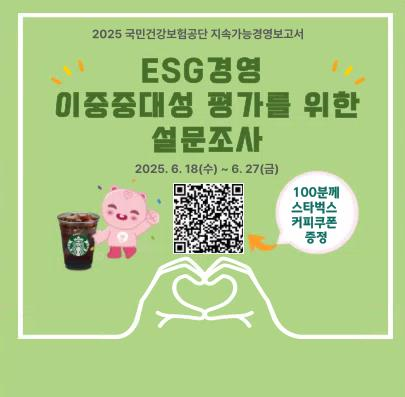 2025 국민건강보험공단 지속가능경영보고서
ESG경영
이중중대성 평가를 위한
설문조사
2025. 6. 18(수) ~ 6. 27(금)
100분께
스타벅스
커피쿠폰
증정